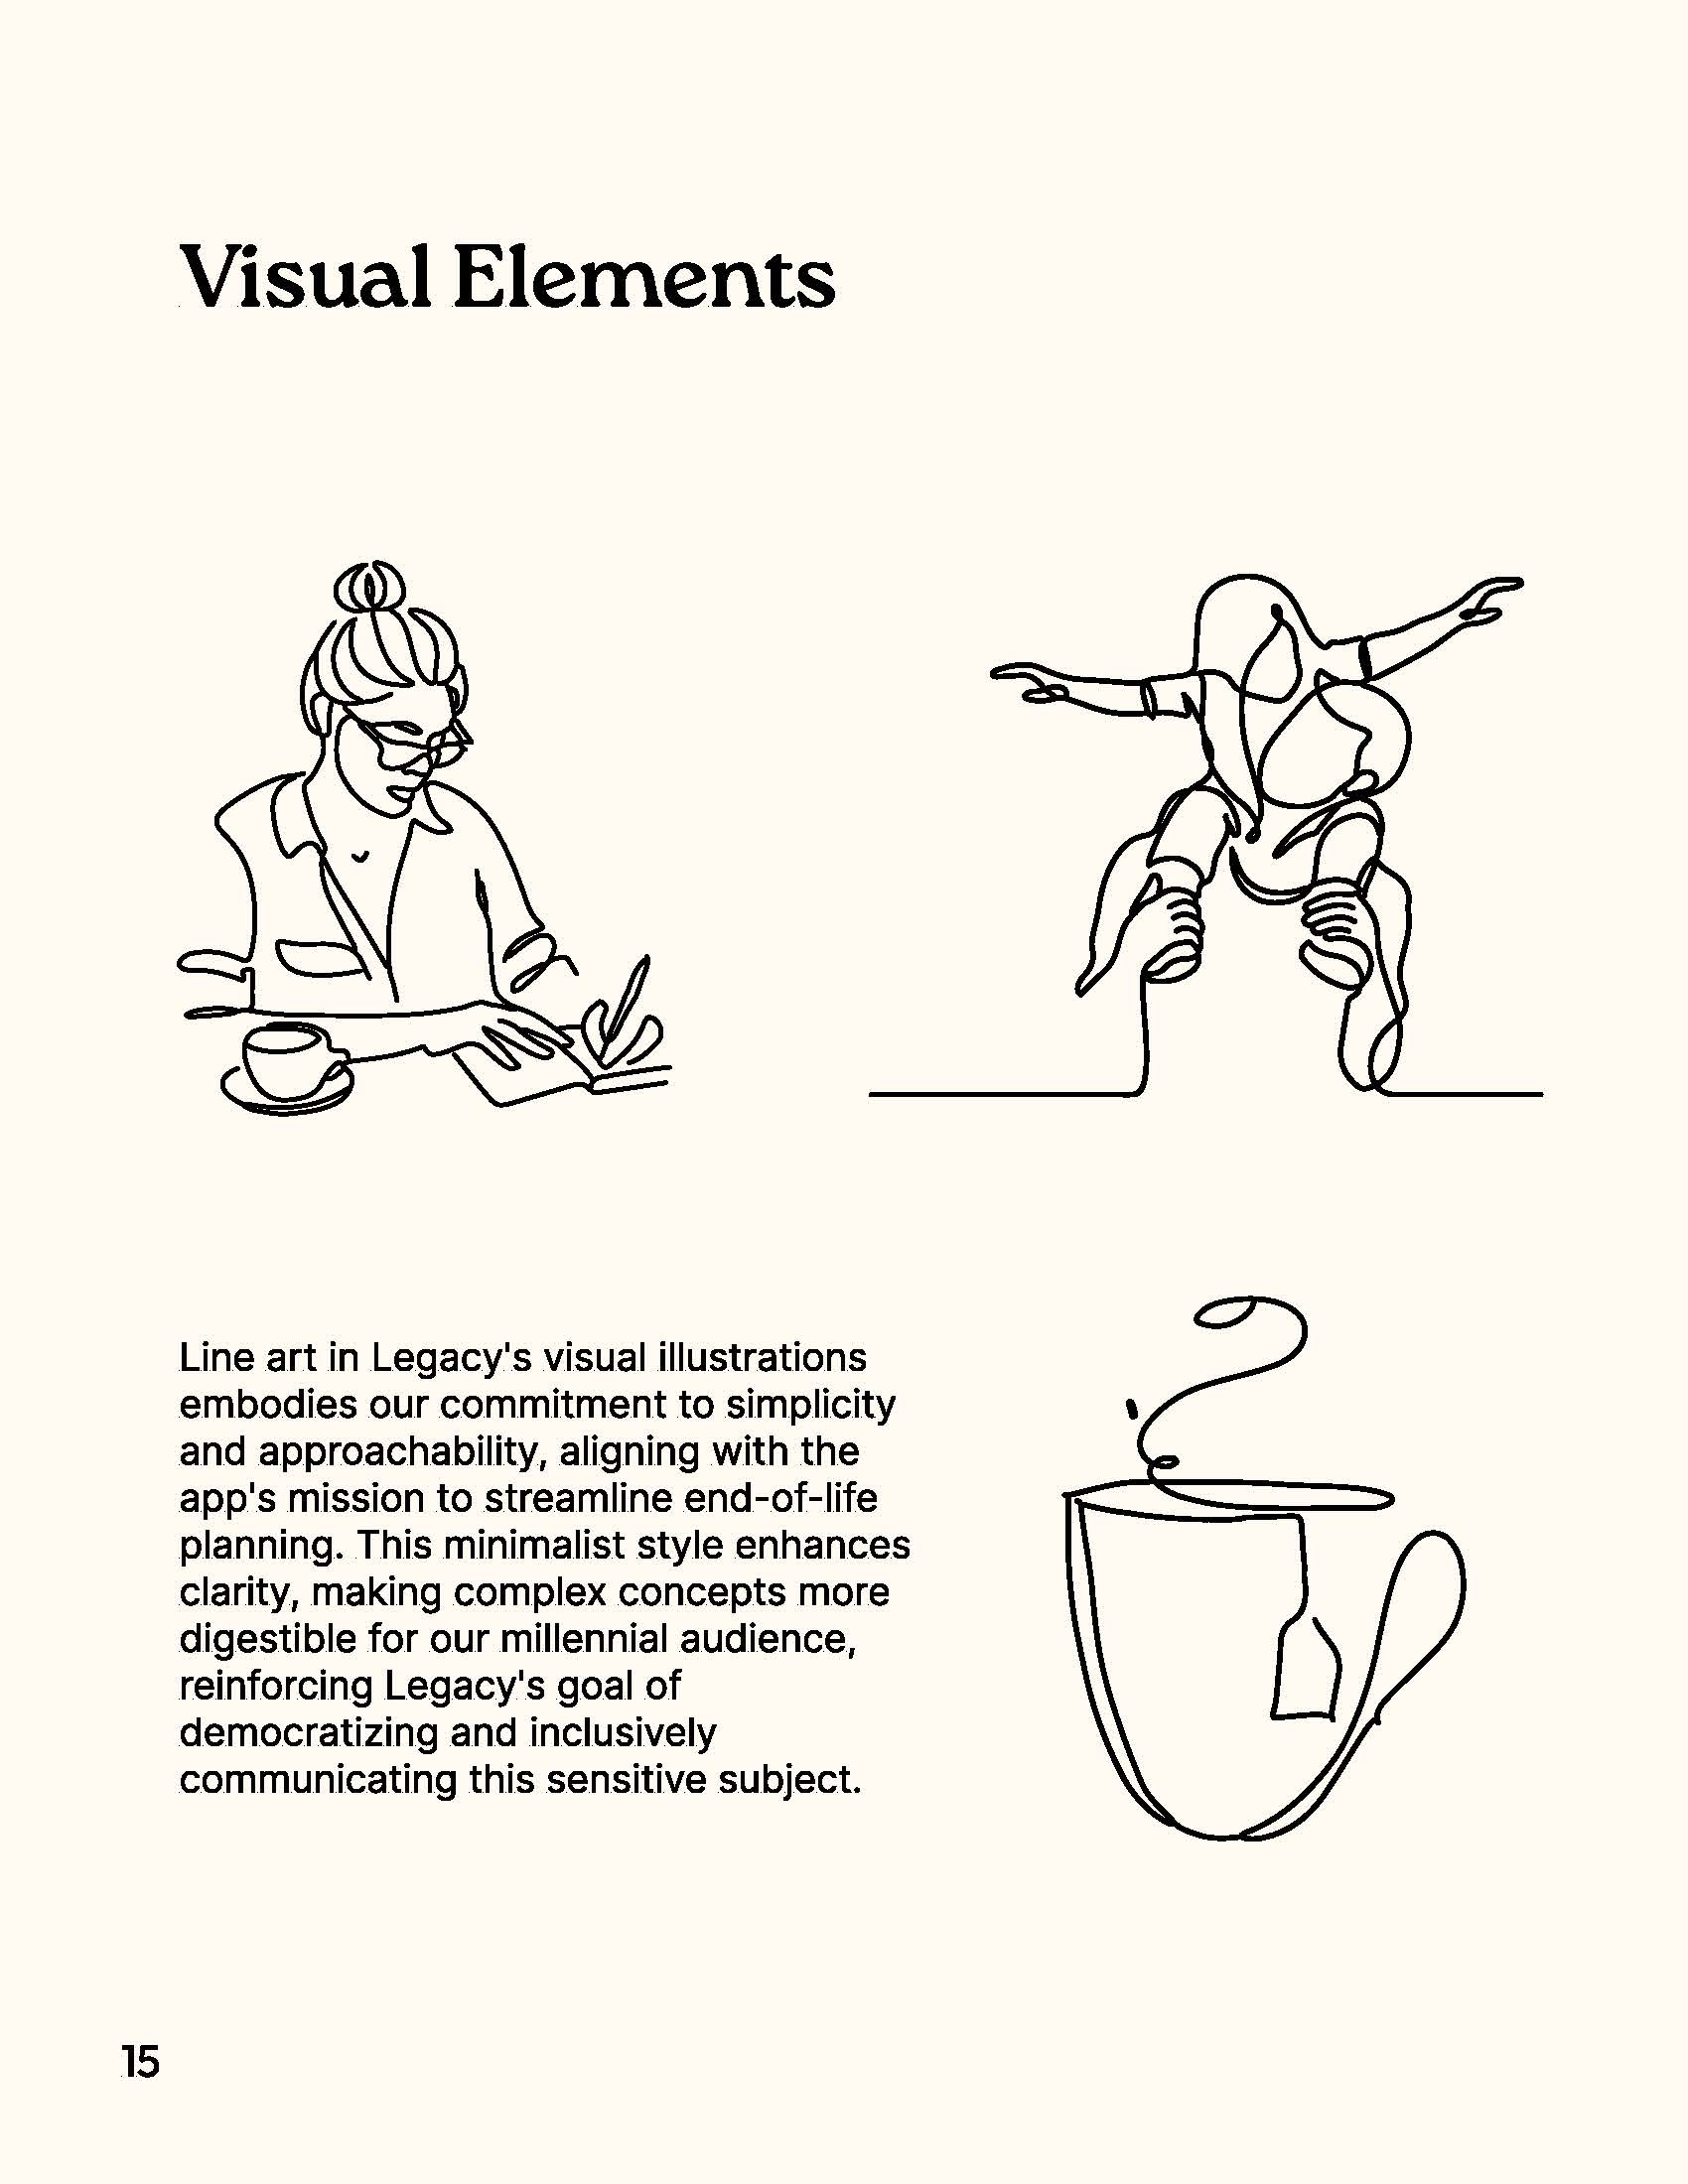 Visual Elements
Line art in Legacy's visual illustrations
embodies our commitment to simplicity
and approachability, aligning with the
app's mission to streamline end-of-life
planning. This minimalist style enhances
clarity, making complex concepts more
digestible for our millennial audience,
reinforcing Legacy's goal of
democratizing and inclusively
communicating this sensitive subject.
15